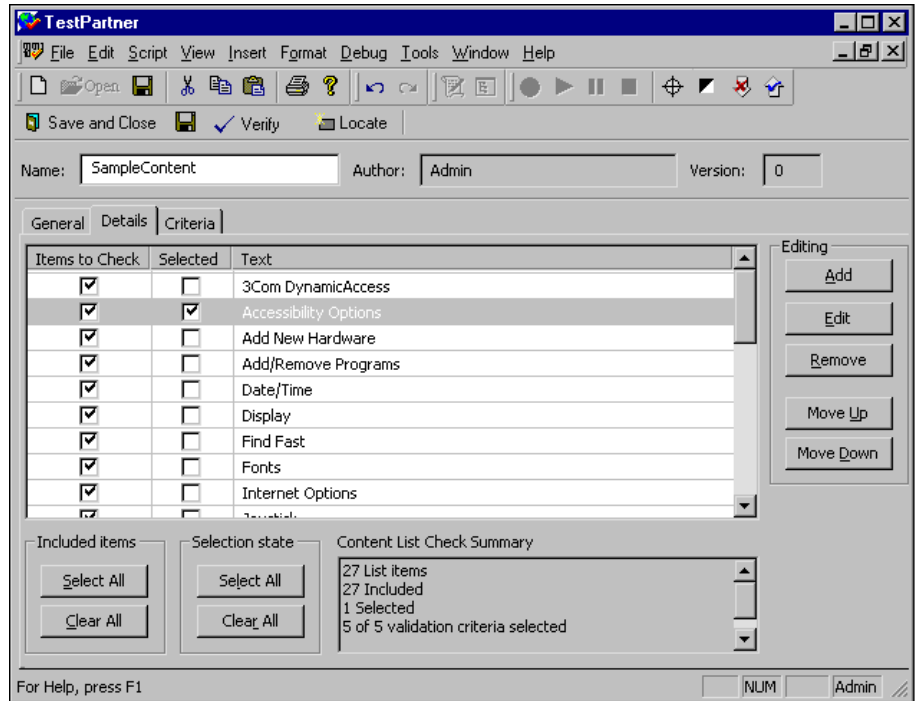 TestPartner
File Edit Script View Insert Format Debug Tools Window Help
Open
Save and Close Verify Locate
Name: SampleContent Author: Admin Version: 0
General Details Criteria
Items to Check Selected Text
3Com DynamicAccess
Accessibility Options
Add New Hardware
Add/Remove Programs
Date/Time
Display
Find Fast
Fonts
Internet Options
Editing
Add
Edit
Remove
Move Up
Move Down
Included items
Select All
Clear All
Selection state
Select All
Clear All
Content List Check Summary
27 List items
27 Included
1 Selected
5 of 5 validation criteria selected
For Help, press F1 NUM Admin